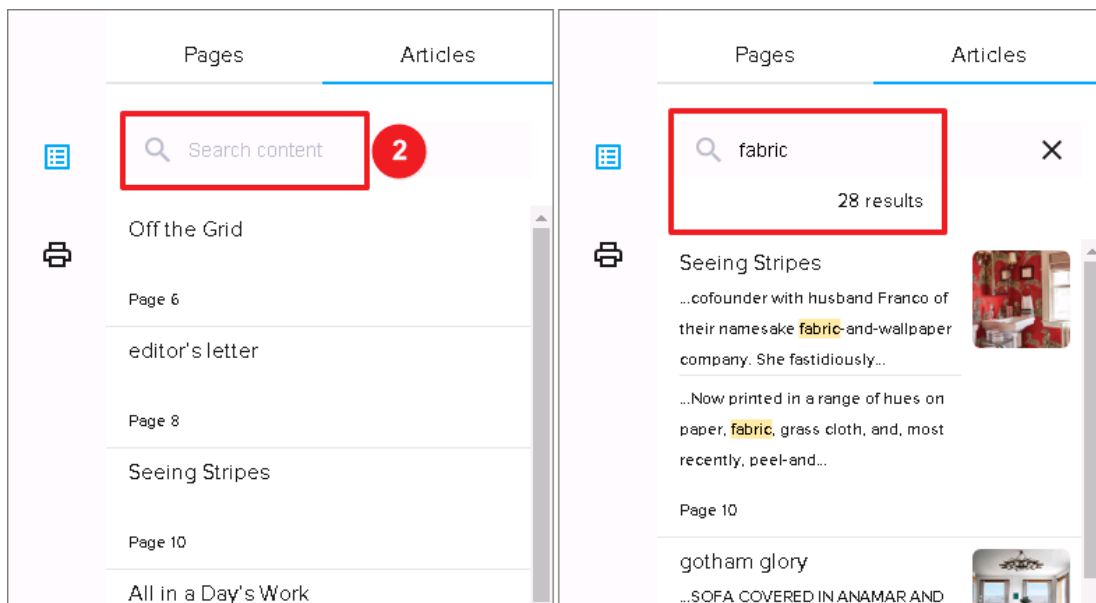 Pages
Articles
Search content
2
Off the Grid
Page 6
editor's letter
Page 8
Seeing Stripes
Page 10
All in a Day's Work
Pages
Articles
fabric
28 results
Seeing Stripes
...cofounder with husband Franco of
their namesake fabric-and-wallpaper
company. She fastidiously...
...Now printed in a range of hues on
paper, fabric, grass cloth, and, most
recently, peel-and...
Page 10
gotham glory
...SOFA COVERED IN ANAMAR AND